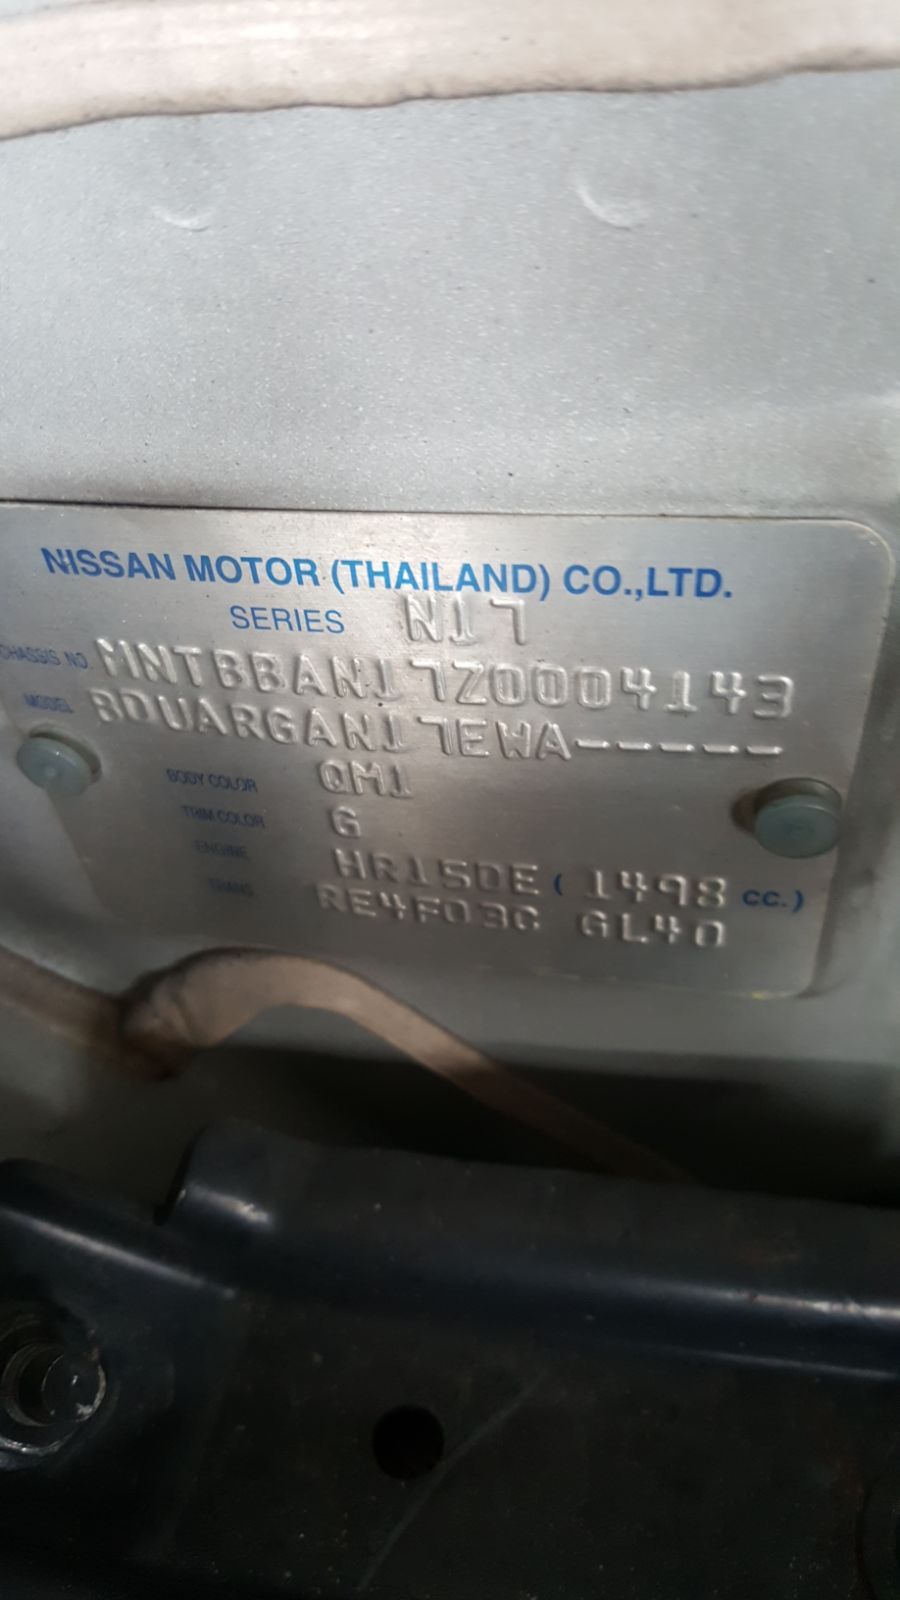 NISSAN MOTOR (THAILAND) CO.,LTD.
SERIES N17
CHASSIS NO MNTBBAN17Z0004143
MODEL BDUARGAN17EWA-----
BODY COLOR QM1
TRIM COLOR G
ENGINE HR15DE ( 1498 CC.)
TRANS RE4F03C GL40